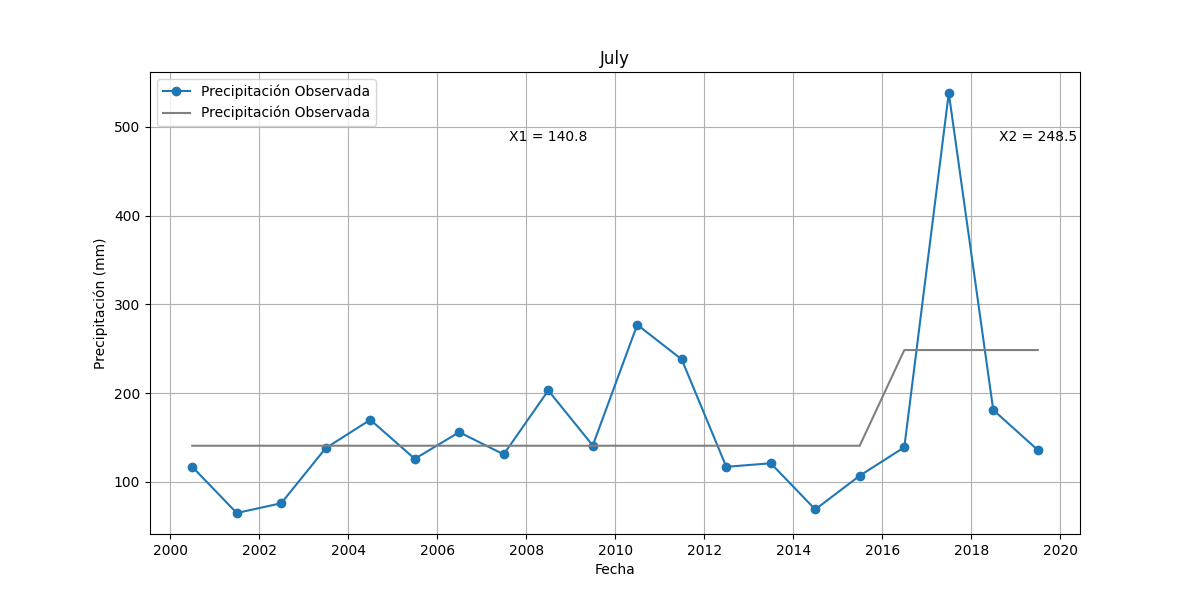 July
Precipitación Observada
Precipitación Observada
X1 = 140.8
X2 = 248.5
Precipitación (mm)
500
400
300
200
100
2000 2002 2004 2006 2008 2010 2012 2014 2016 2018 2020
Fecha